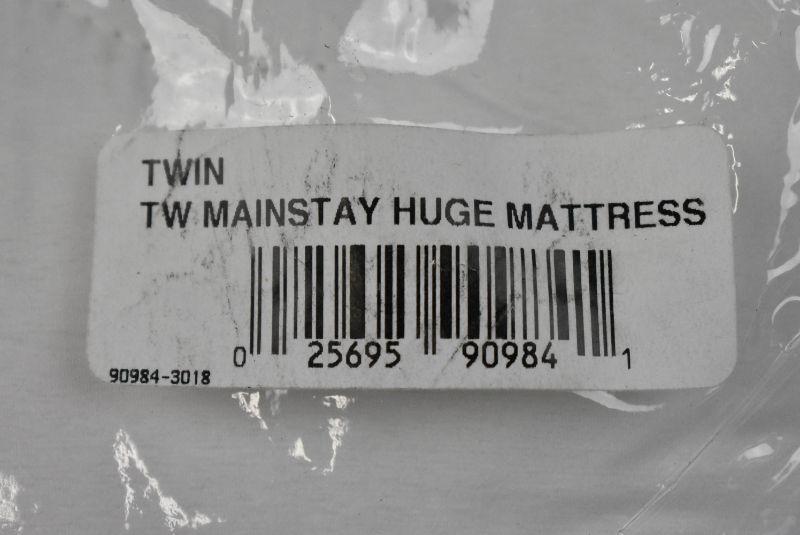 TWIN
TW MAINSTAY HUGE MATTRESS
0 25695 90984 1
90984-3018